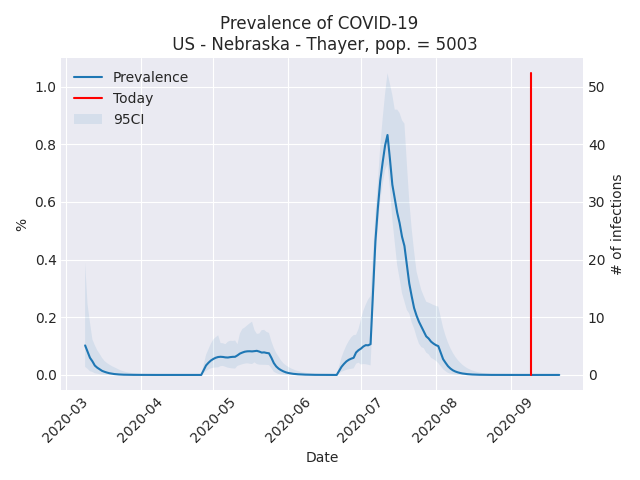 Prevalence of COVID-19
US - Nebraska - Thayer, pop. = 5003
Prevalence
Today
95CI
1.0
0.8
0.6
0.4
0.2
0.0
%
50
40
30
20
10
0
# of infections
2020-03
2020-04
2020-05
2020-06
2020-07
2020-08
2020-09
Date